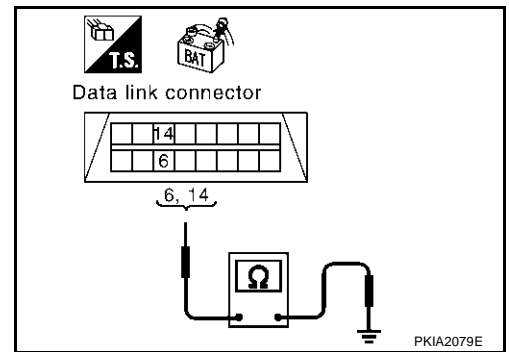 T.S.
BAT
Data link connector
14
6
6, 14
Ω
PKIA2079E